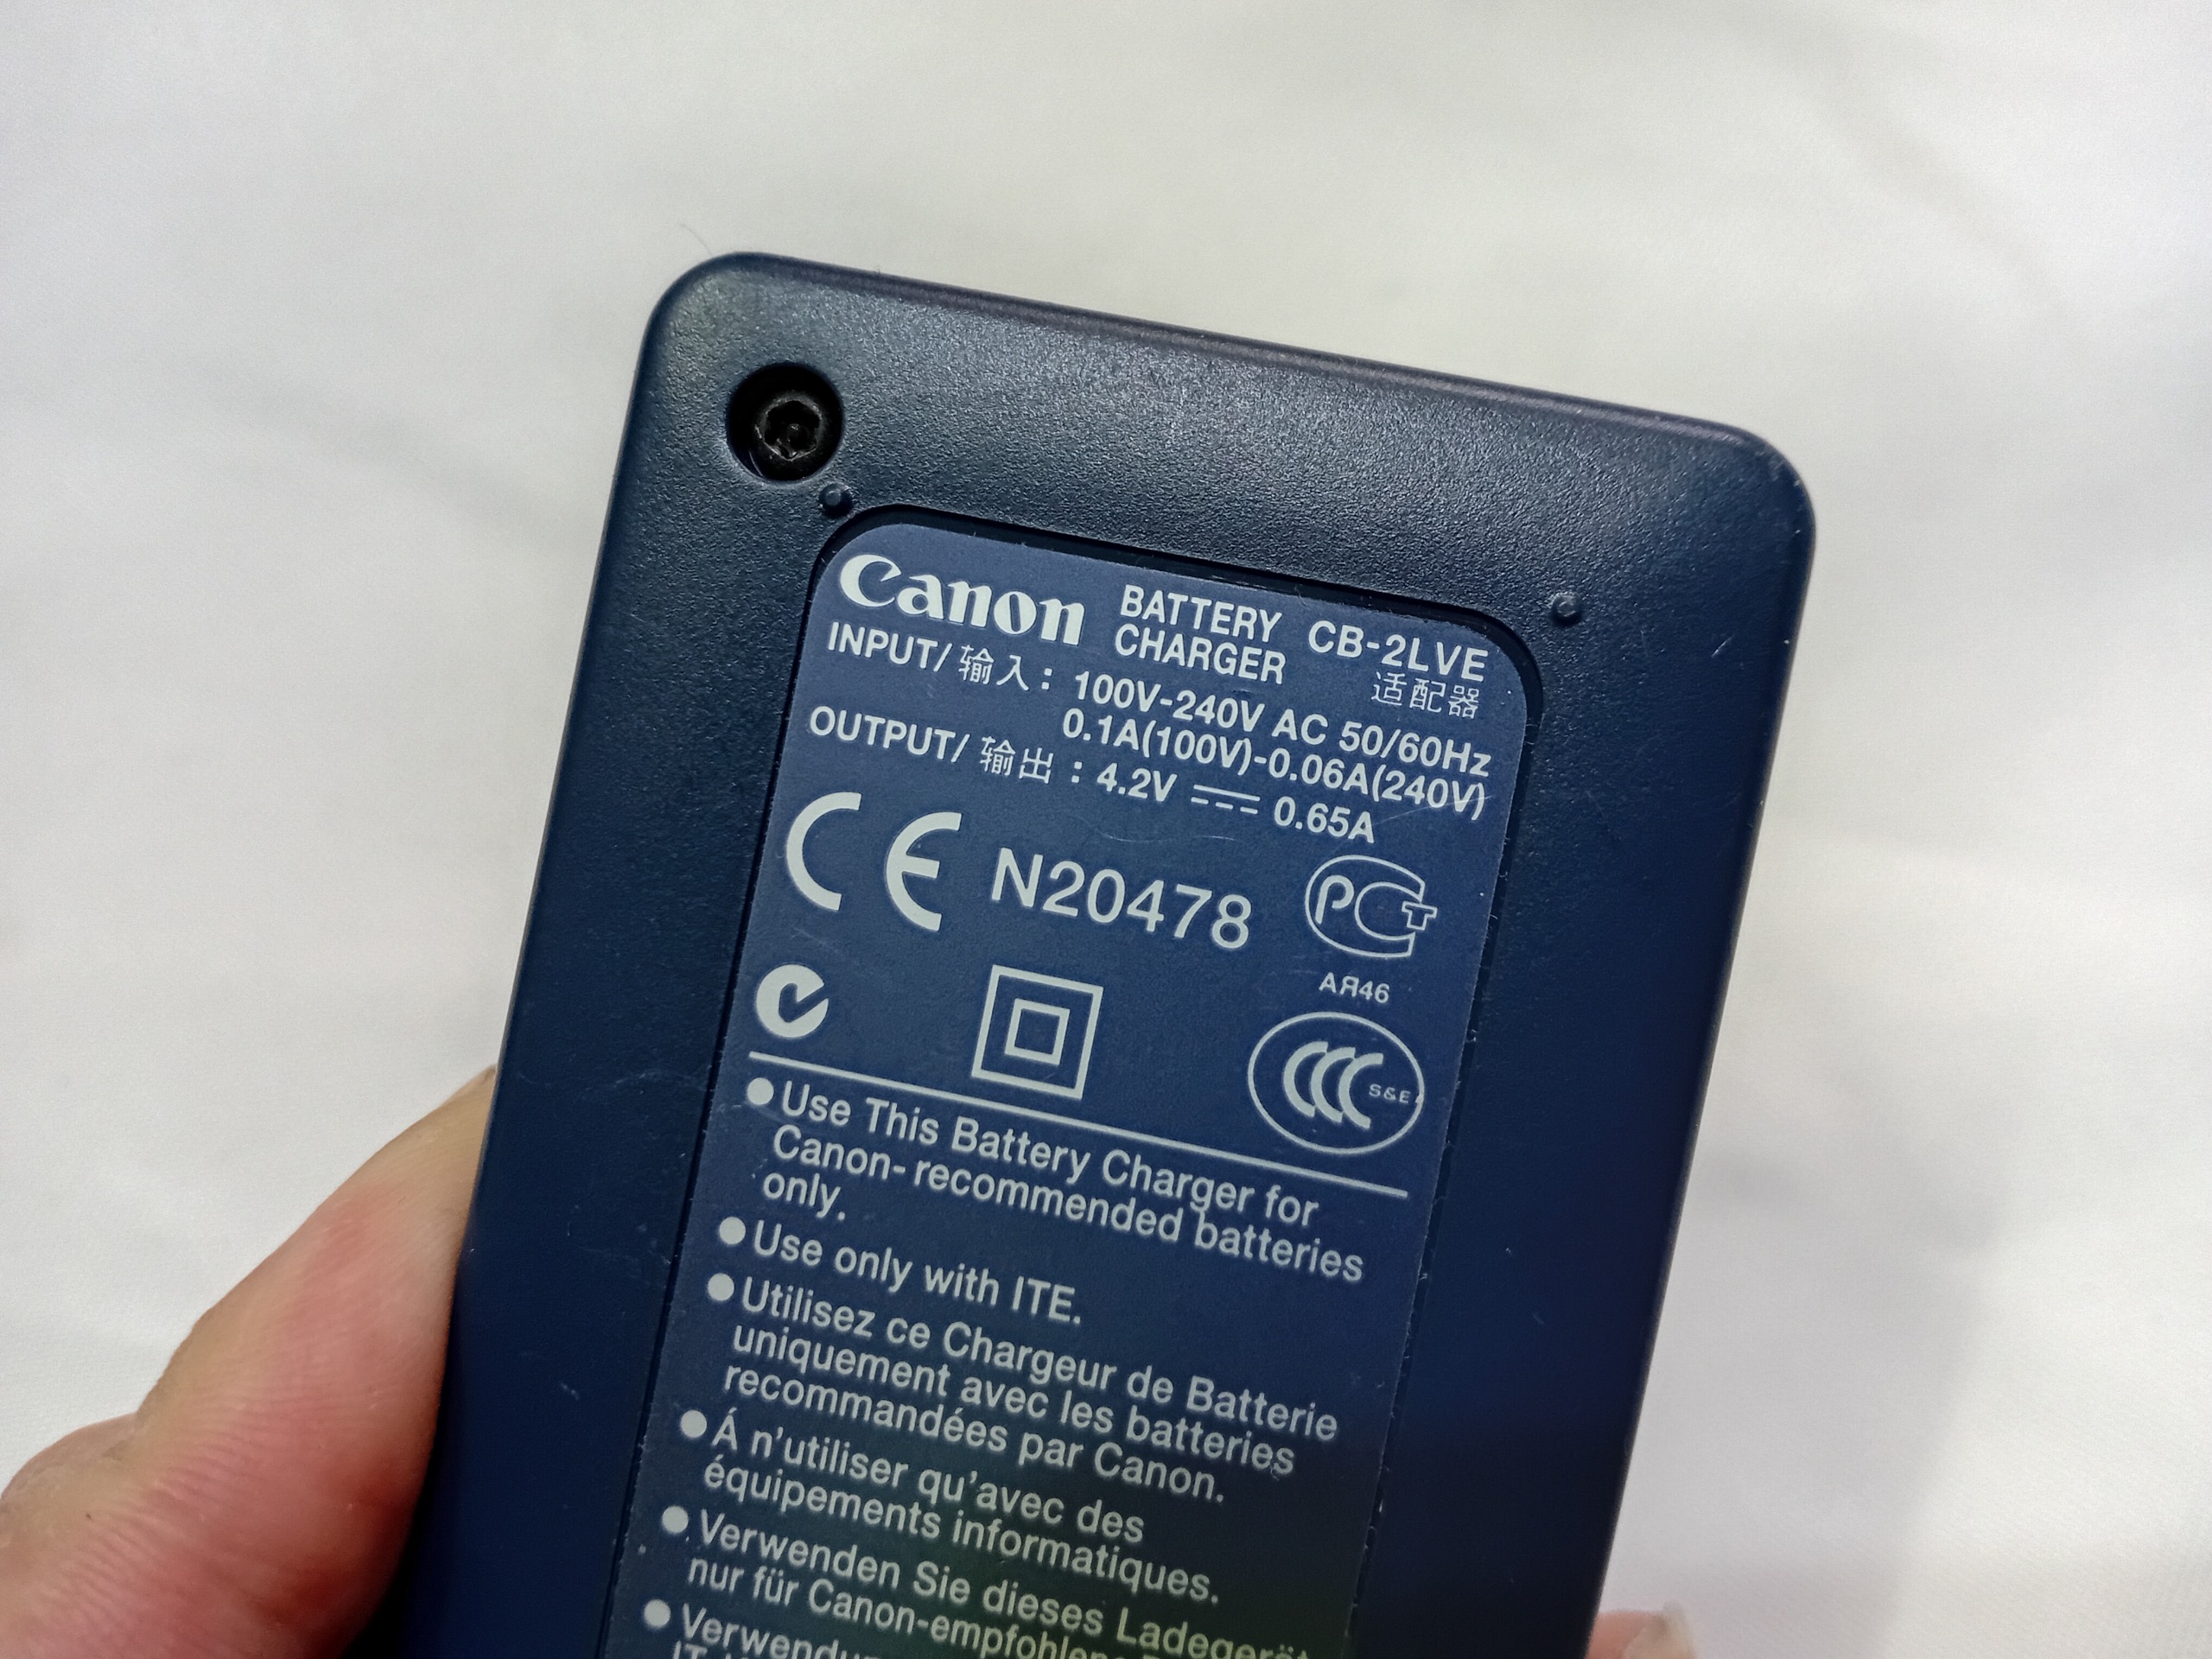 Canon BATTERY CHARGER CB-2LVE
适配器
INPUT/输入: 100V-240V AC 50/60Hz
0.1A(100V)-0.06A(240V)
OUTPUT/输出: 4.2V ⎓ 0.65A
CE N20478 PCT
АЯ46
CCC S&E
●Use This Battery Charger for
Canon-recommended batteries
only.
●Use only with ITE.
●Utilisez ce Chargeur de Batterie
uniquement avec les batteries
recommandées par Canon.
●Á n'utiliser qu'avec des
équipements informatiques.
●Verwenden Sie dieses Ladegerät
nur für Canon-empfohlene